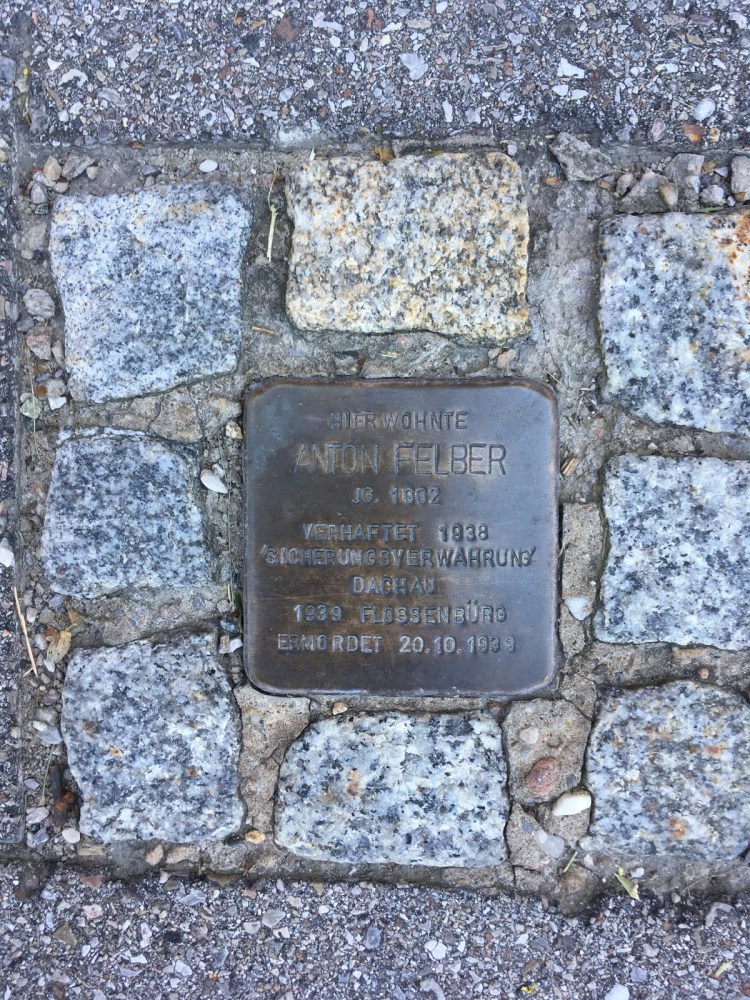 HIER WOHNTE
ANTON FELBER
JG. 1902
VERHAFTET 1938
'SICHERUNGSVERWAHRUNG'
DACHAU
1939 FLOSSENBÜRG
ERMORDET 20.10.1939